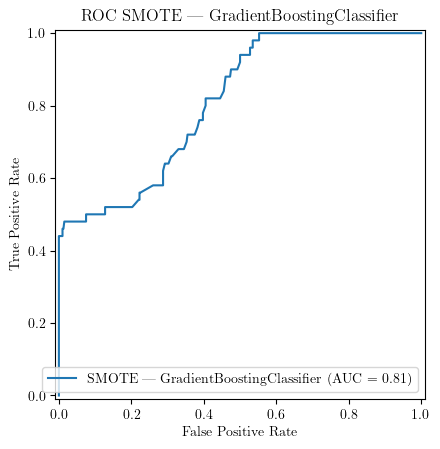 ROC SMOTE — GradientBoostingClassifier
1.0
0.8
0.6
0.4
0.2
0.0
True Positive Rate
SMOTE — GradientBoostingClassifier (AUC = 0.81)
0.0 0.2 0.4 0.6 0.8 1.0
False Positive Rate